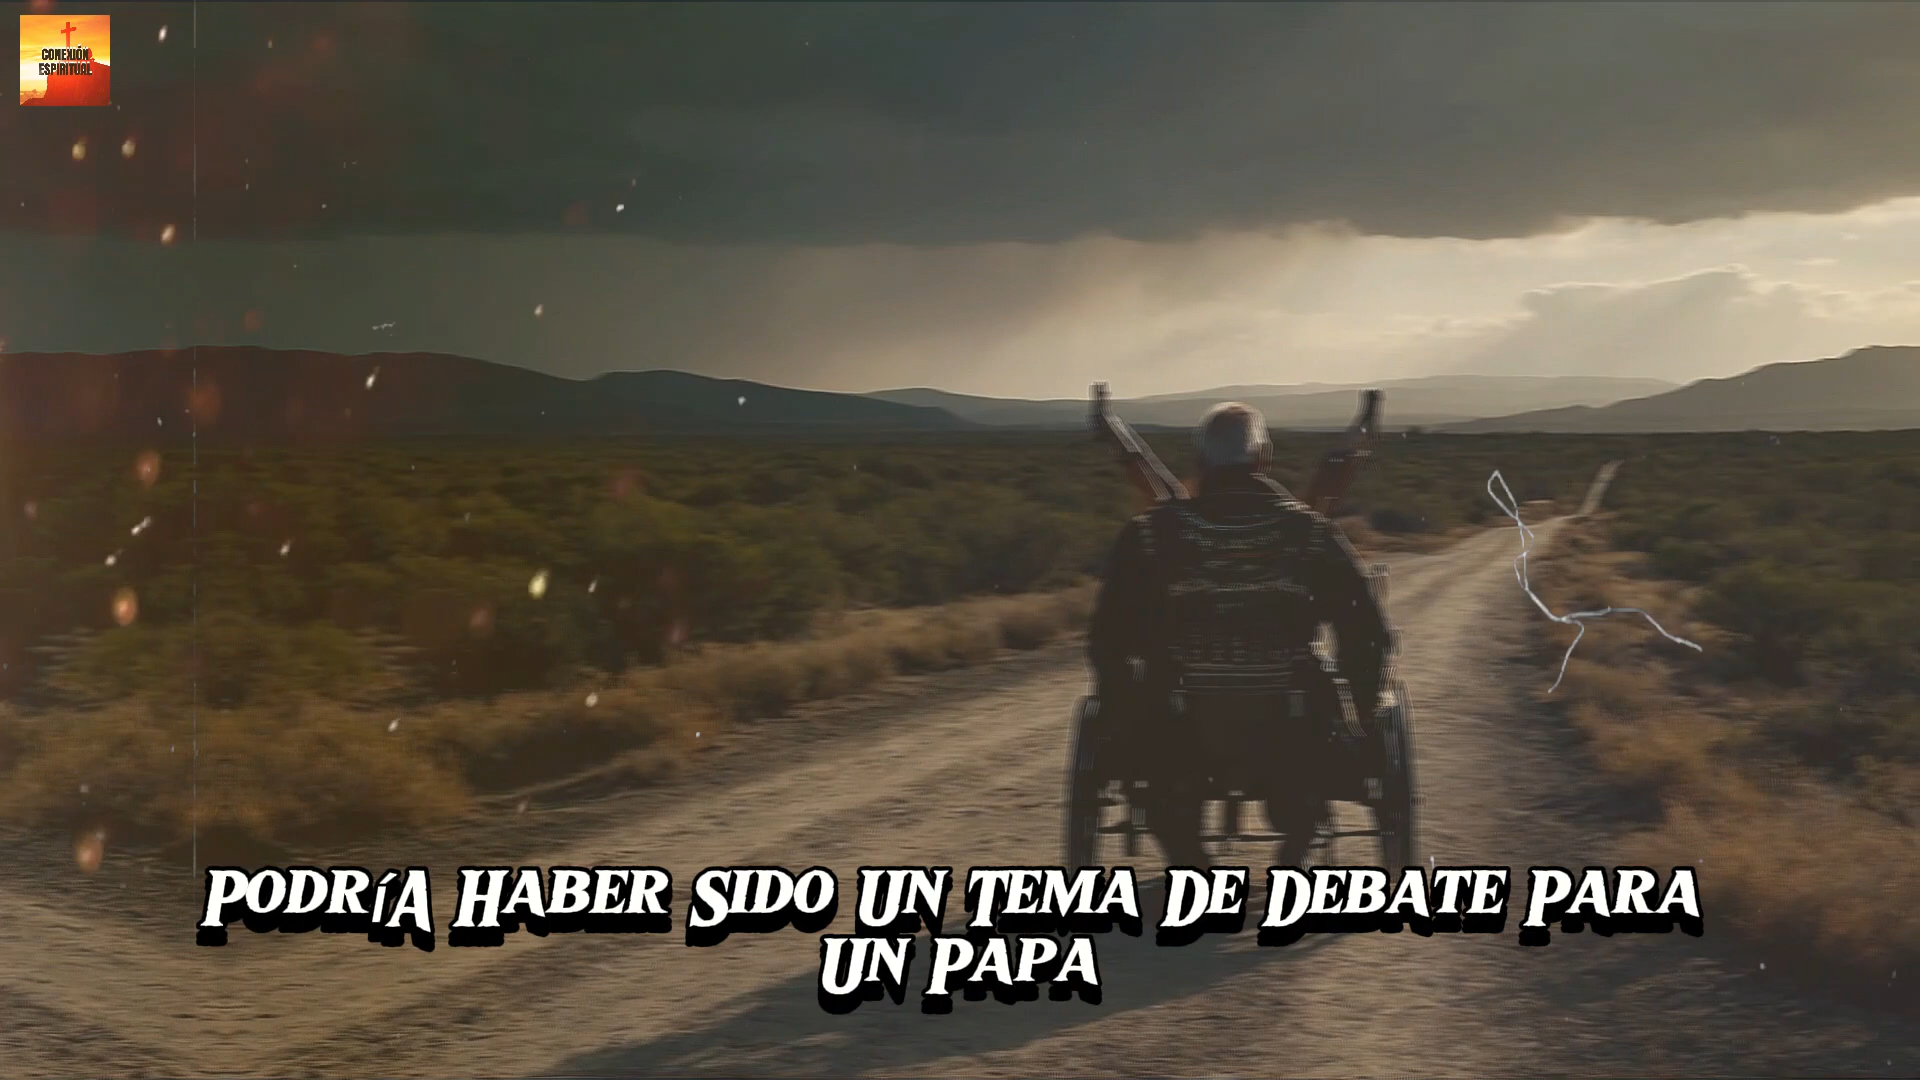 CONEXIÓN
ESPIRITUAL
PODRÍA HABER SIDO UN TEMA DE DEBATE PARA
UN PAPA